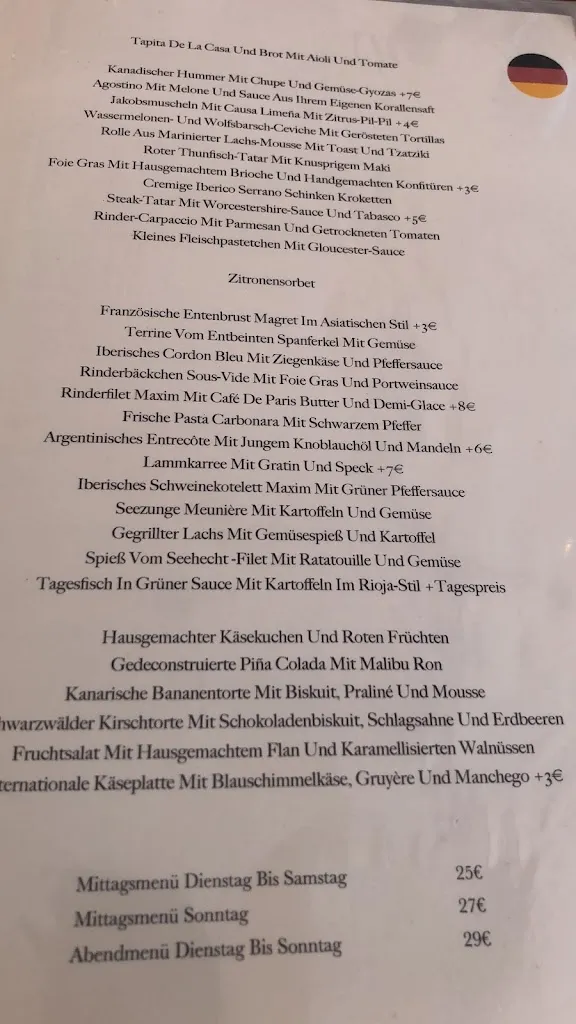 Tapita De La Casa Und Brot Mit Aioli Und Tomate
Kanadischer Hummer Mit Chupe Und Gemüse-Gyozas +7€
Agostino Mit Melone Und Sauce Aus Ihrem Eigenen Korallensaft
Jakobsmuscheln Mit Causa Limeña Mit Zitrus-Pil-Pil +4€
Wassermelonen- Und Wolfsbarsch-Ceviche Mit Gerösteten Tortillas
Rolle Aus Marinierter Lachs-Mousse Mit Toast Und Tzatziki
Roter Thunfisch-Tatar Mit Knusprigem Maki
Foie Gras Mit Hausgemachtem Brioche Und Handgemachten Konfitüren +3€
Cremige Iberico Serrano Schinken Kroketten
Steak-Tatar Mit Worcestershire-Sauce Und Tabasco +5€
Rinder-Carpaccio Mit Parmesan Und Getrockneten Tomaten
Kleines Fleischpastetchen Mit Gloucester-Sauce
Zitronensorbet
Französische Entenbrust Magret Im Asiatischen Stil +3€
Terrine Vom Entbeinten Spanferkel Mit Gemüse
Iberisches Cordon Bleu Mit Ziegenkäse Und Pfeffersauce
Rinderbäckchen Sous-Vide Mit Foie Gras Und Portweinsauce
Rinderfilet Maxim Mit Café De Paris Butter Und Demi-Glace +8€
Frische Pasta Carbonara Mit Schwarzem Pfeffer
Argentinisches Entrecôte Mit Jungem Knoblauchöl Und Mandeln +6€
Lammkarree Mit Gratin Und Speck +7€
Iberisches Schweinekotelett Maxim Mit Grüner Pfeffersauce
Seezunge Meunière Mit Kartoffeln Und Gemüse
Gegrillter Lachs Mit Gemüsespieß Und Kartoffel
Spieß Vom Seehecht -Filet Mit Ratatouille Und Gemüse
Tagesfisch In Grüner Sauce Mit Kartoffeln Im Rioja-Stil +Tagespreis
Hausgemachter Käsekuchen Und Roten Früchten
Gedeconstruierte Piña Colada Mit Malibu Ron
Kanarische Bananentorte Mit Biskuit, Praliné Und Mousse
hwarzwälder Kirschtorte Mit Schokoladenbiskuit, Schlagsahne Und Erdbeeren
Fruchtsalat Mit Hausgemachtem Flan Und Karamellisierten Walnüssen
ternationale Käseplatte Mit Blauschimmelkäse, Gruyère Und Manchego +3€
Mittagsmenü Dienstag Bis Samstag 25€
Mittagsmenü Sonntag 27€
Abendmenü Dienstag Bis Sonntag 29€